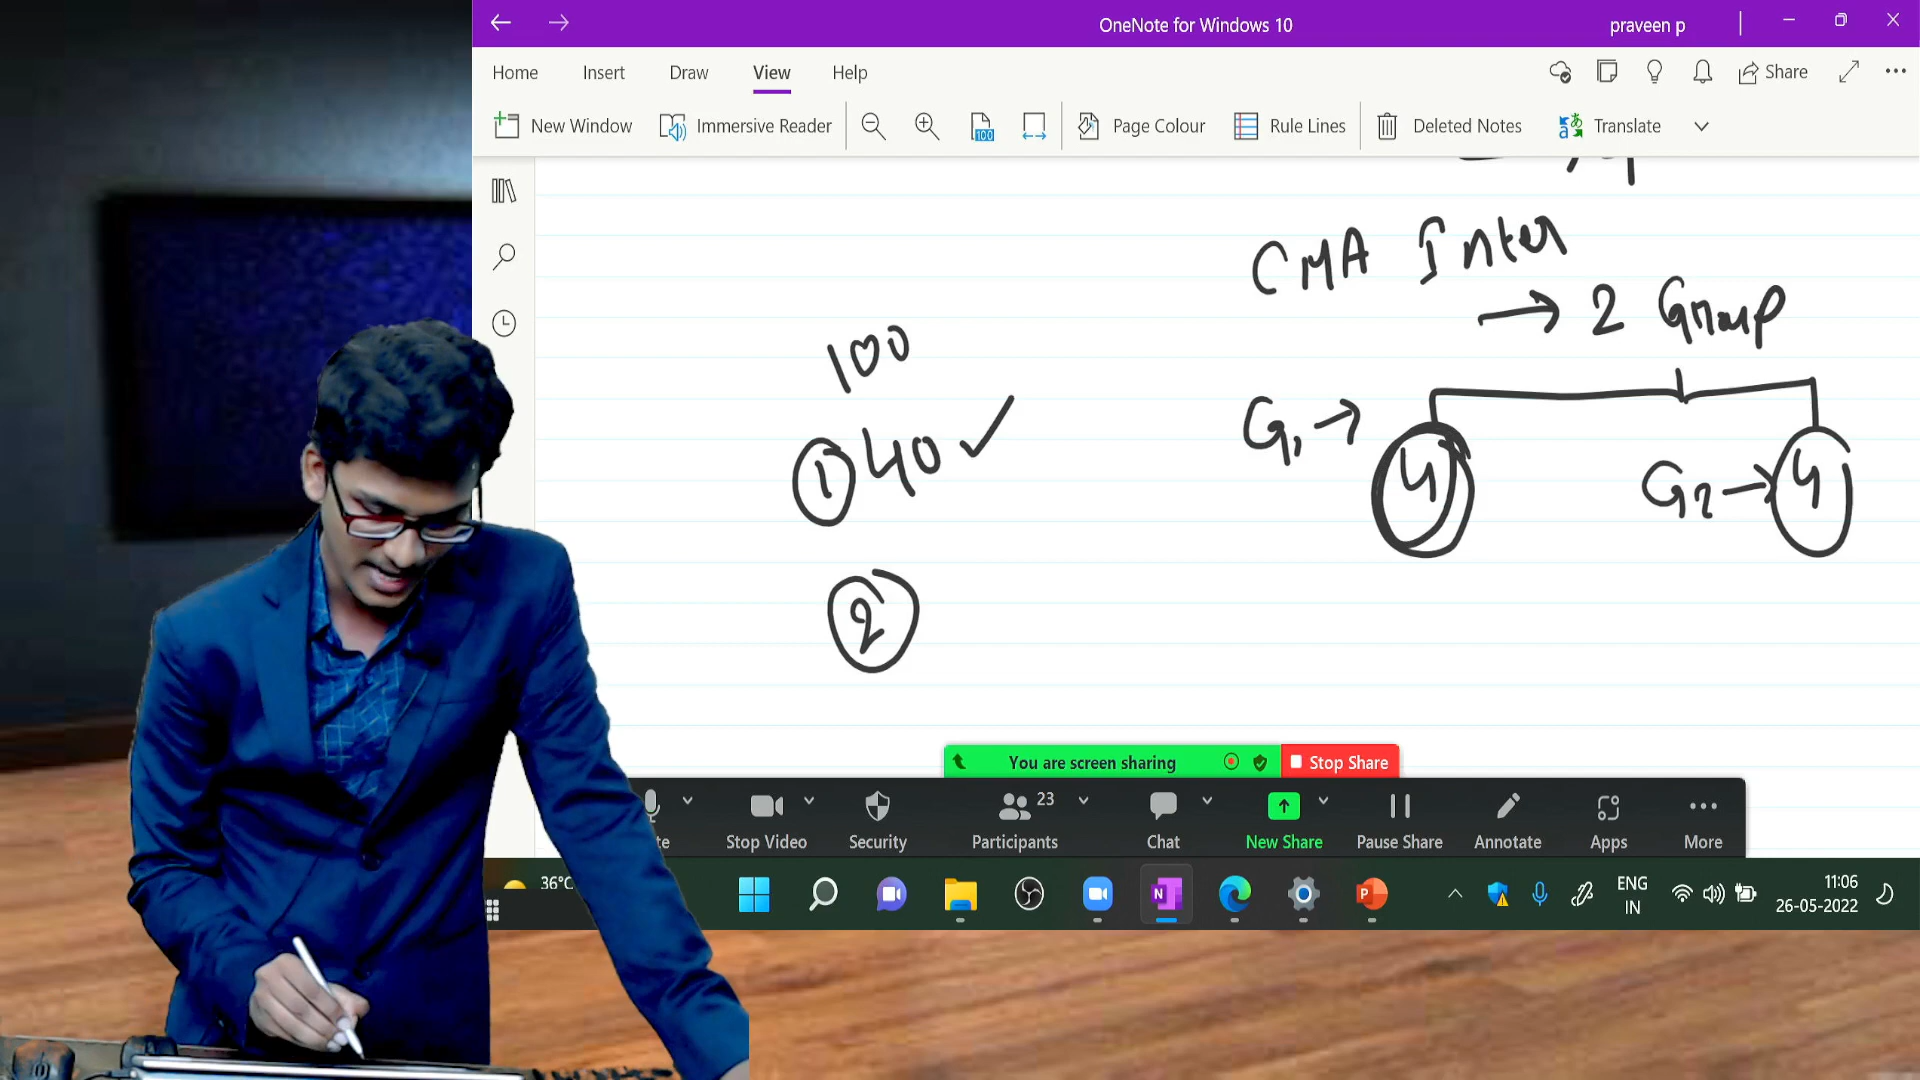 OneNote for Windows 10
praveen p
Home Insert Draw View Help
Share
New Window Immersive Reader 100 Page Colour Rule Lines Deleted Notes Translate
CMA Inter
→ 2 Group
100
G1 → 4
① 40 ✓
G2 → 4
②
You are screen sharing Stop Share
23
Stop Video Security Participants Chat New Share Pause Share Annotate Apps More
36°C
ENG
IN
11:06
26-05-2022